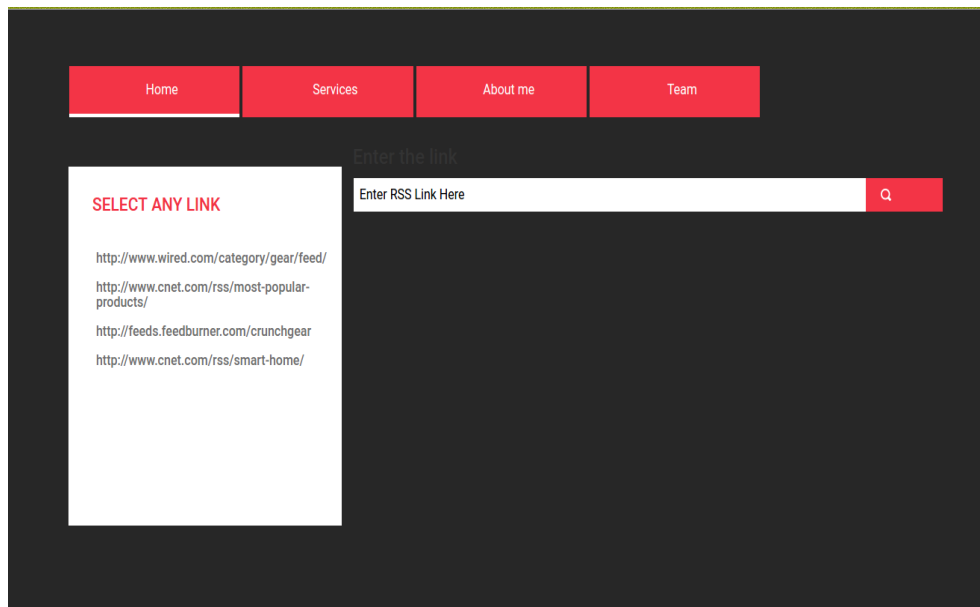 Home
Services
About me
Team
Enter the link
Enter RSS Link Here
SELECT ANY LINK
http://www.wired.com/category/gear/feed/
http://www.cnet.com/rss/most-popular-
products/
http://feeds.feedburner.com/crunchgear
http://www.cnet.com/rss/smart-home/